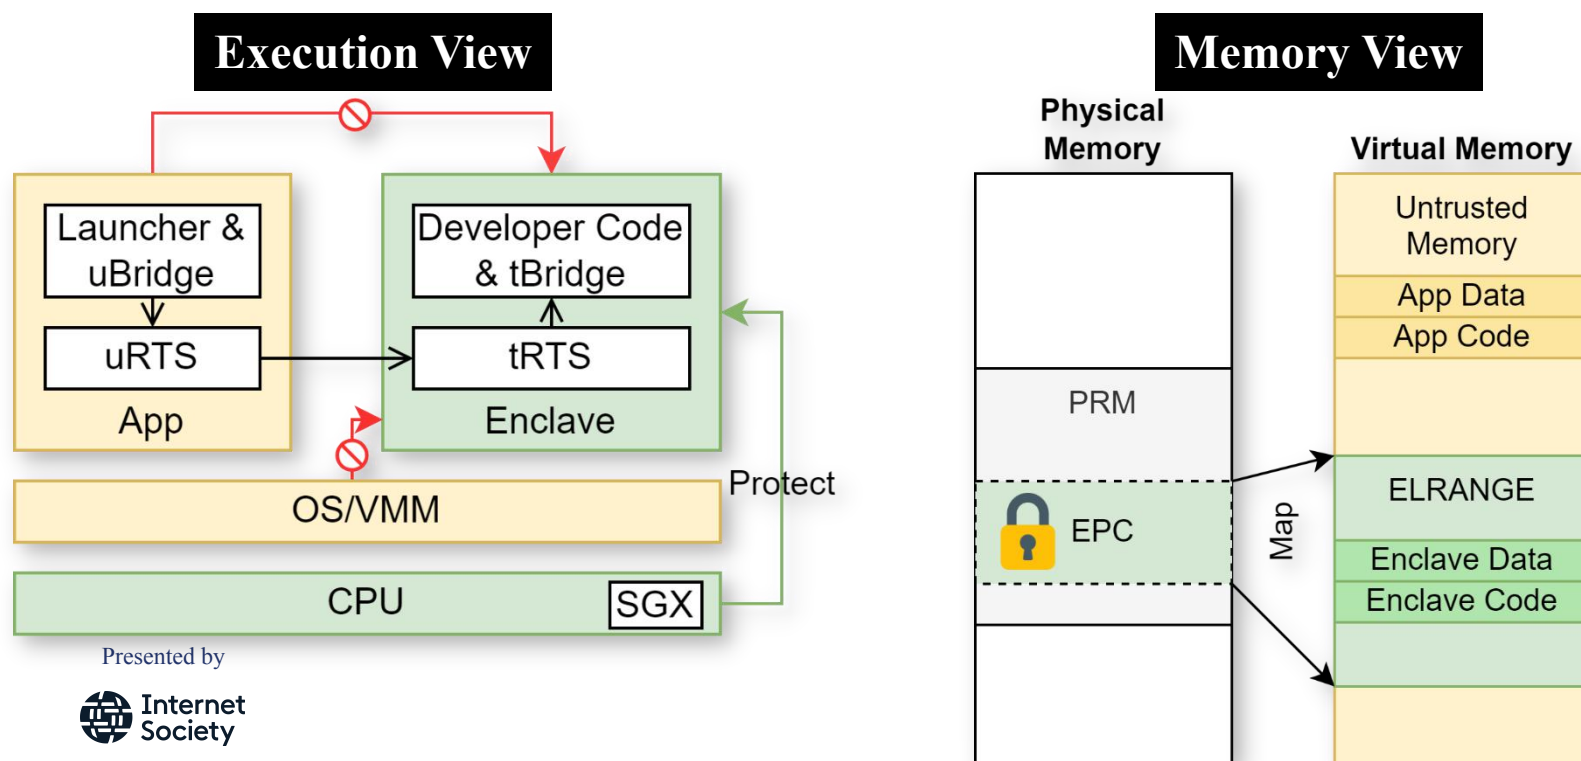 Execution View
Launcher &
uBridge
uRTS
App
Developer Code
& tBridge
tRTS
Enclave
OS/VMM
CPU
SGX
Protect
Presented by
Internet
Society
Memory View
Physical
Memory
PRM
EPC
Map
Virtual Memory
Untrusted
Memory
App Data
App Code
ELRANGE
Enclave Data
Enclave Code